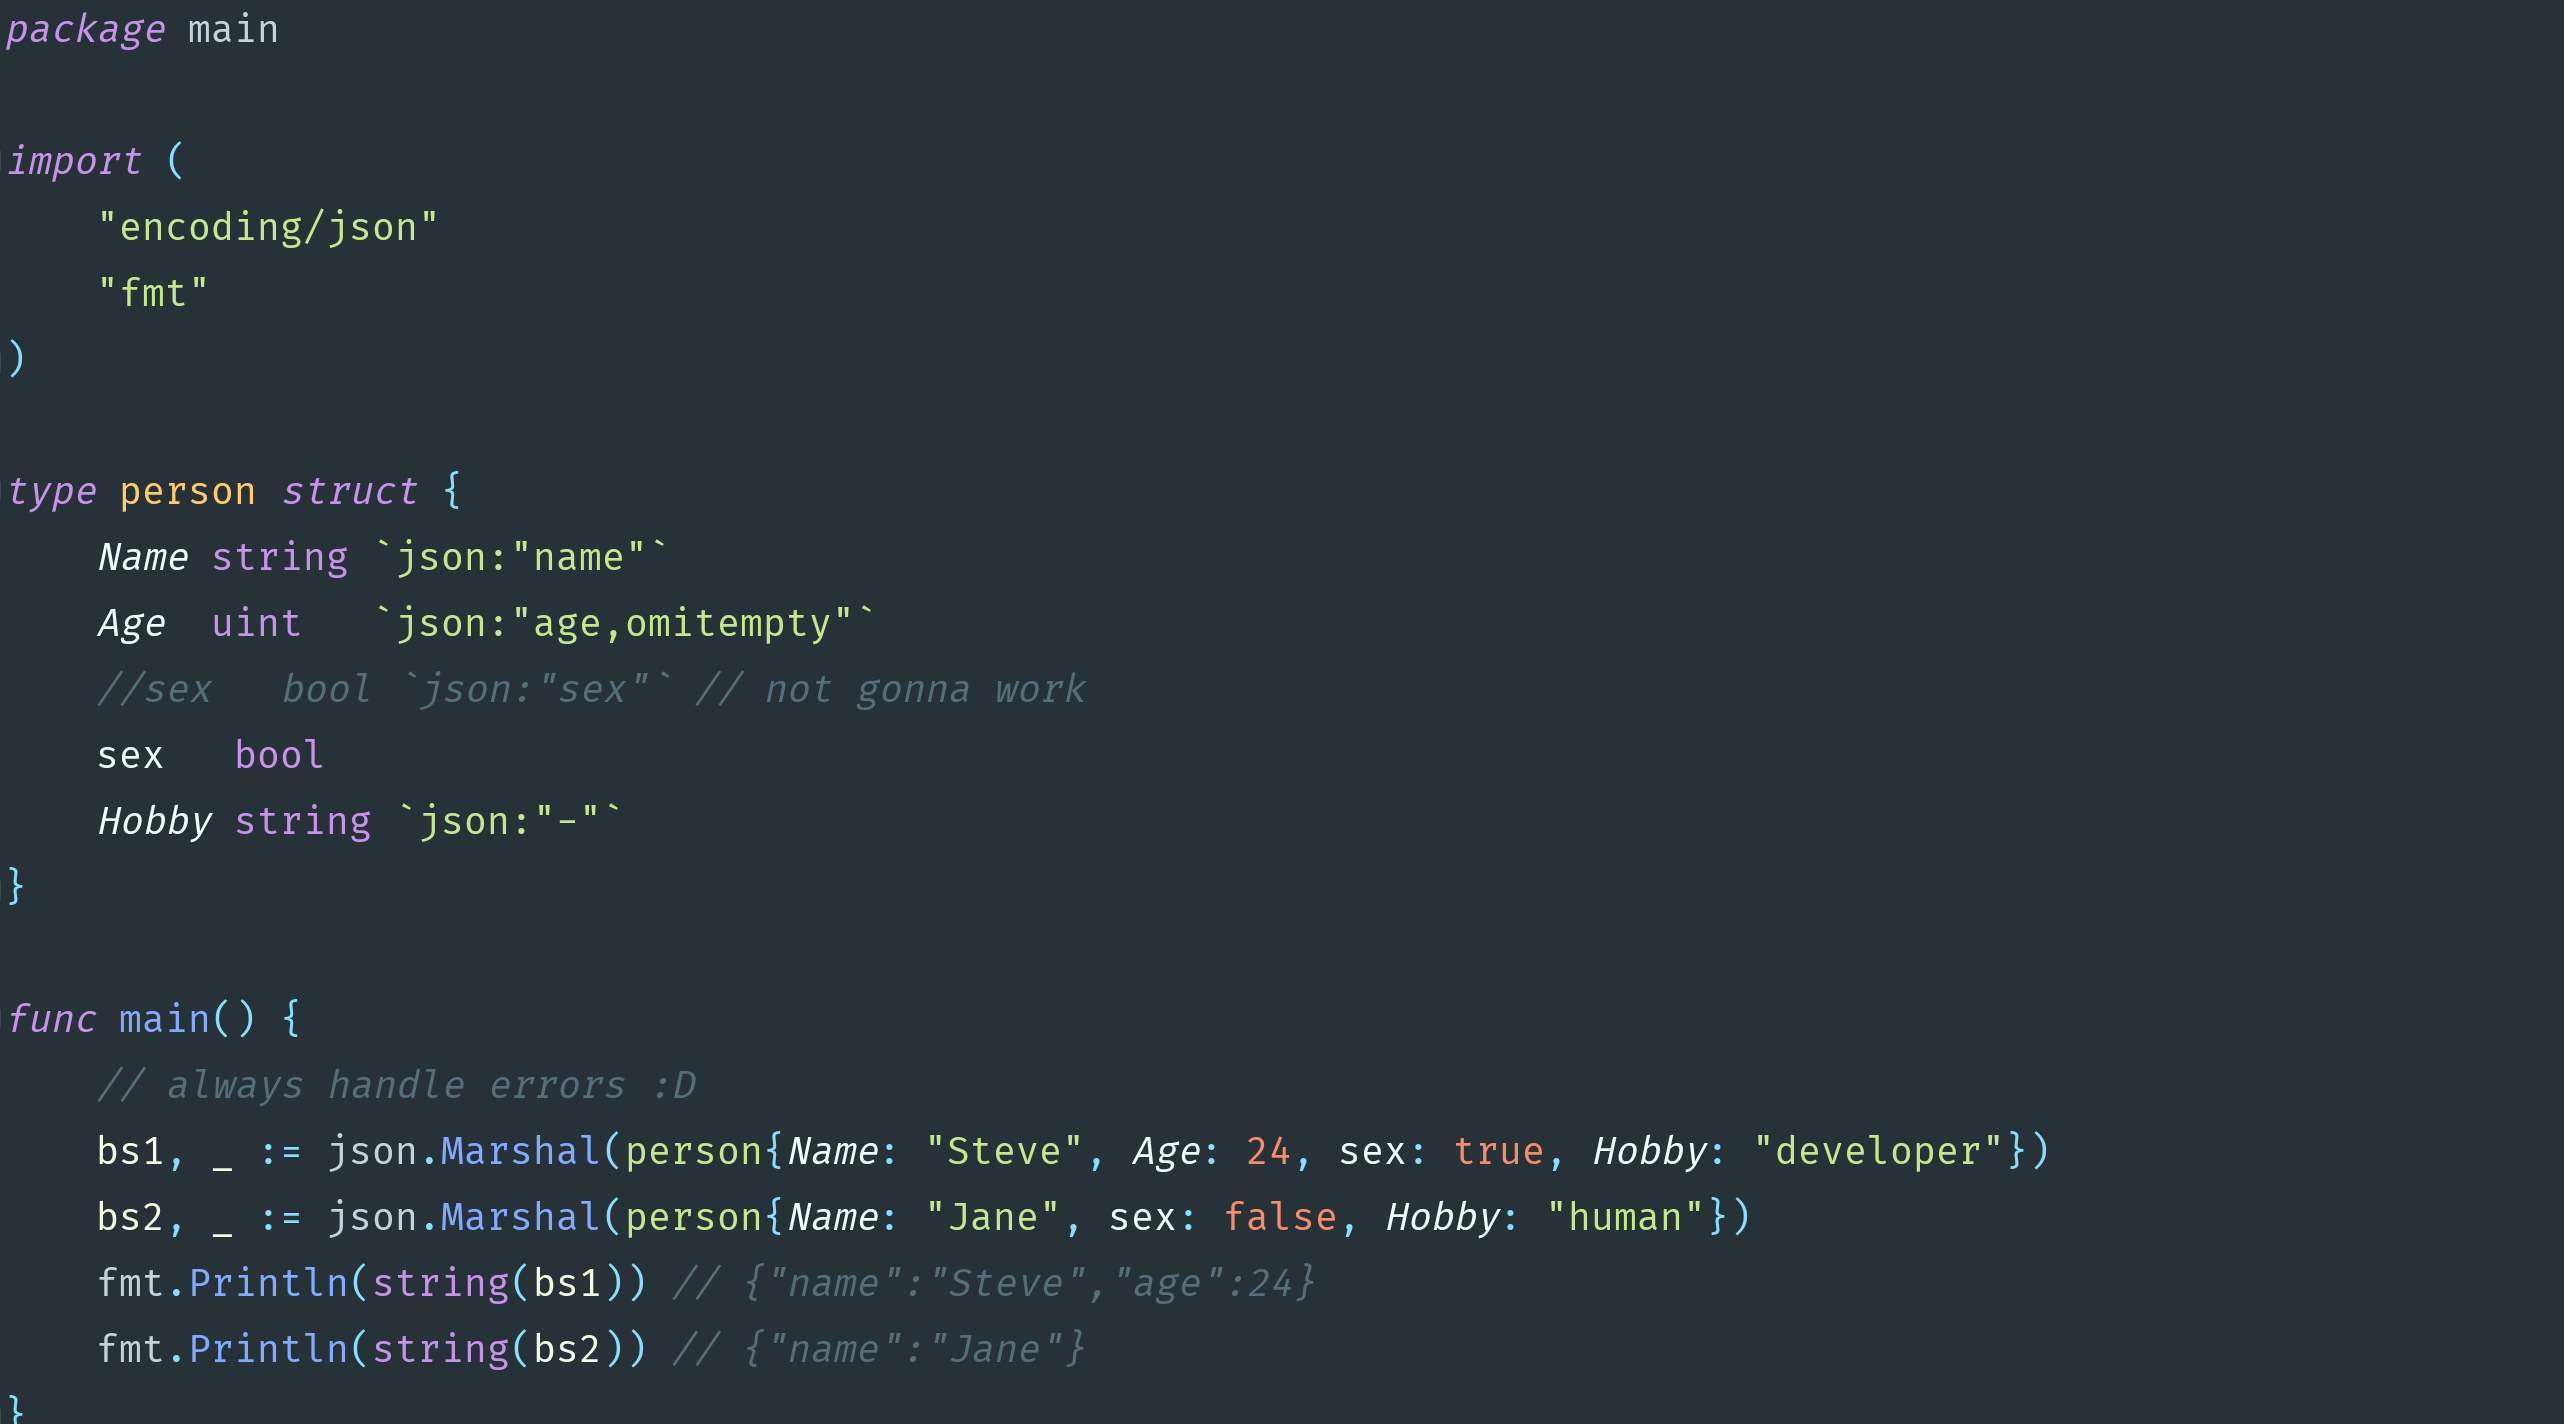 package main
import (
"encoding/json"
"fmt"
)
type person struct {
Name string `json:"name"`
Age  uint   `json:"age,omitempty"`
//sex   bool `json:"sex"` // not gonna work
sex   bool
Hobby string `json:"-"`
}
func main() {
// always handle errors :D
bs1, _ := json.Marshal(person{Name: "Steve", Age: 24, sex: true, Hobby: "developer"})
bs2, _ := json.Marshal(person{Name: "Jane", sex: false, Hobby: "human"})
fmt.Println(string(bs1)) // {"name":"Steve","age":24}
fmt.Println(string(bs2)) // {"name":"Jane"}
}